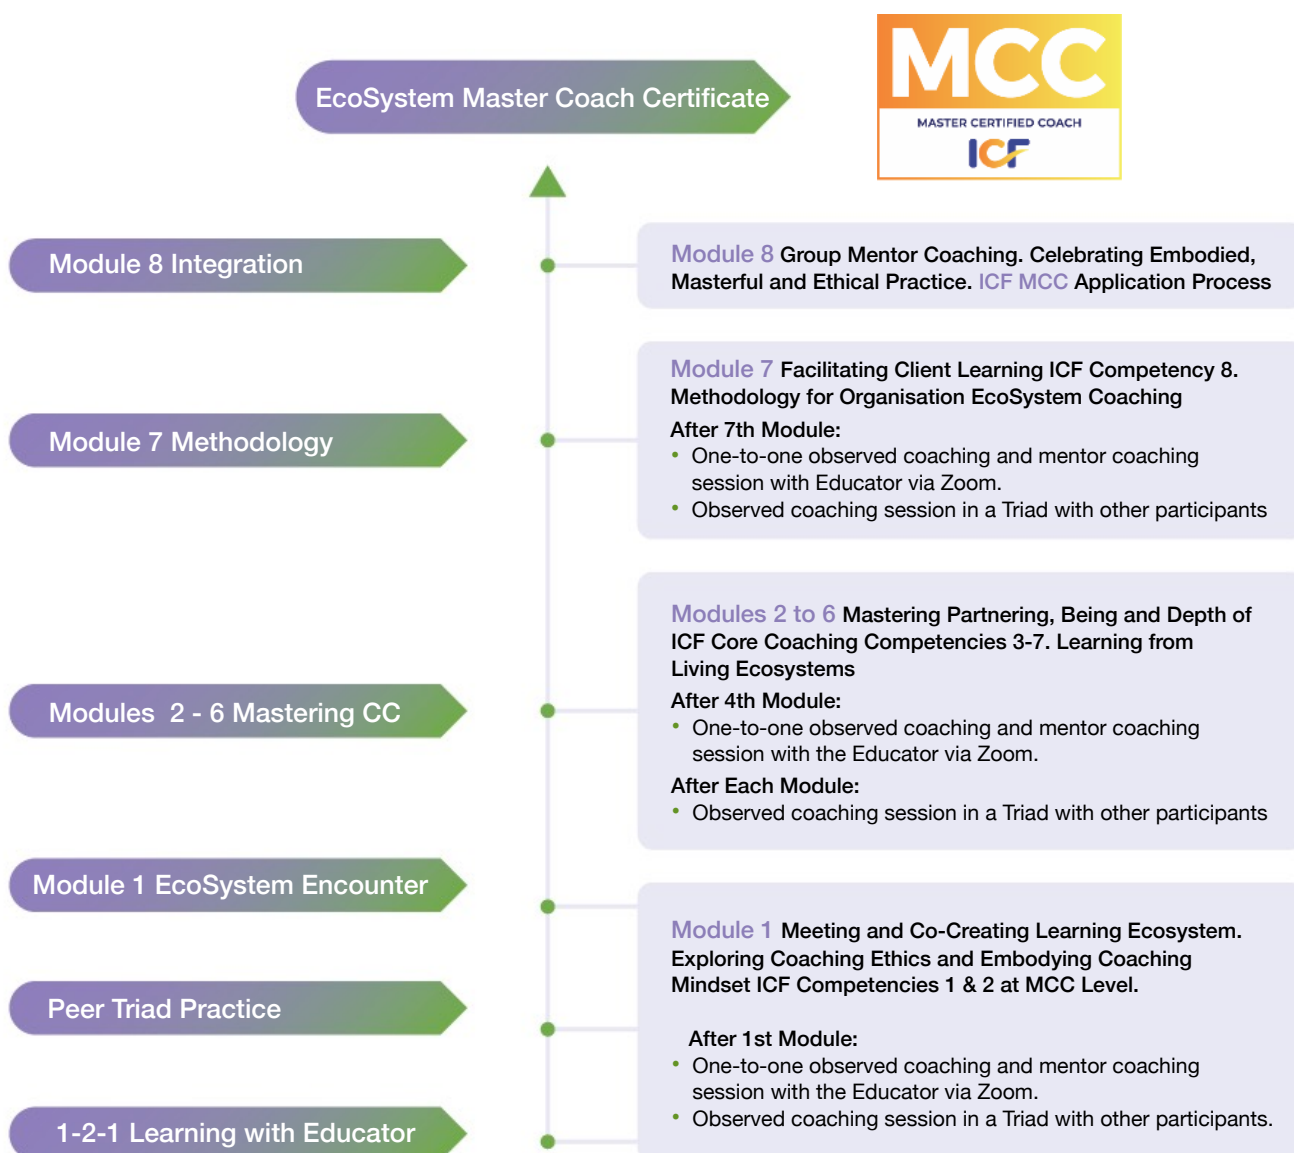 EcoSystem Master Coach Certificate
MCC
MASTER CERTIFIED COACH
ICF
Module 8 Integration
Module 8 Group Mentor Coaching. Celebrating Embodied,
Masterful and Ethical Practice. ICF MCC Application Process
Module 7 Methodology
Module 7 Facilitating Client Learning ICF Competency 8.
Methodology for Organisation EcoSystem Coaching
After 7th Module:
• One-to-one observed coaching and mentor coaching
session with Educator via Zoom.
• Observed coaching session in a Triad with other participants
Modules 2 - 6 Mastering CC
Modules 2 to 6 Mastering Partnering, Being and Depth of
ICF Core Coaching Competencies 3-7. Learning from
Living Ecosystems
After 4th Module:
• One-to-one observed coaching and mentor coaching
session with the Educator via Zoom.
After Each Module:
• Observed coaching session in a Triad with other participants
Module 1 EcoSystem Encounter
Peer Triad Practice
1-2-1 Learning with Educator
Module 1 Meeting and Co-Creating Learning Ecosystem.
Exploring Coaching Ethics and Embodying Coaching
Mindset ICF Competencies 1 & 2 at MCC Level.
After 1st Module:
• One-to-one observed coaching and mentor coaching
session with the Educator via Zoom.
• Observed coaching session in a Triad with other participants.